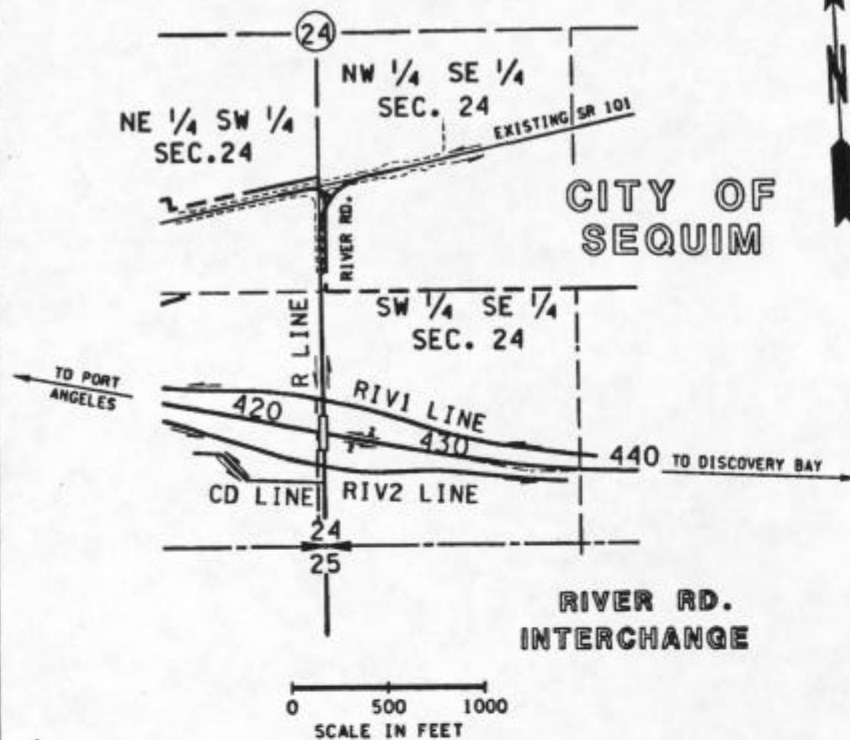 24
N
NW 1/4 SE 1/4
SEC. 24
NE 1/4 SW 1/4
SEC.24
EXISTING SR 101
CITY OF
SEQUIM
RIVER RD.
R LINE
SW 1/4 SE 1/4
SEC. 24
TO PORT
ANGELES
420
RIV1 LINE
430
440
TO DISCOVERY BAY
CD LINE
RIV2 LINE
24
25
RIVER RD.
INTERCHANGE
0 500 1000
SCALE IN FEET